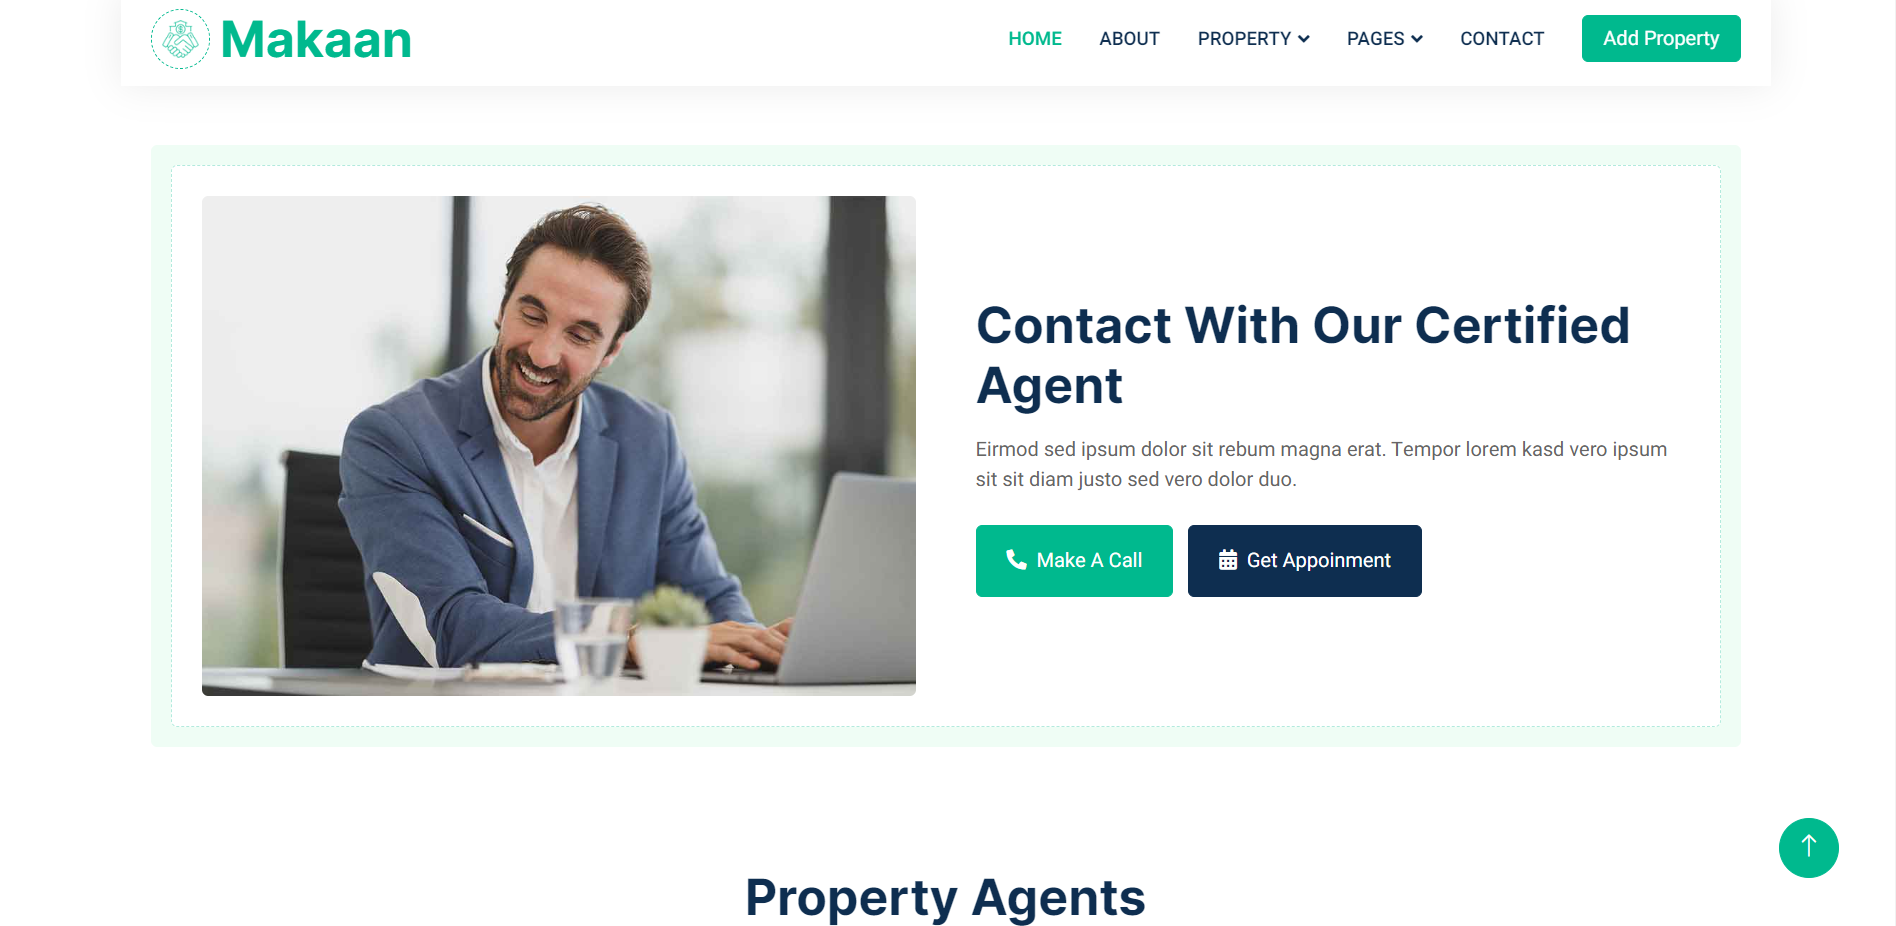 Makaan
HOME ABOUT PROPERTY PAGES CONTACT Add Property
Contact With Our Certified
Agent
Eirmod sed ipsum dolor sit rebum magna erat. Tempor lorem kasd vero ipsum
sit sit diam justo sed vero dolor duo.
Make A Call Get Appoinment
Property Agents